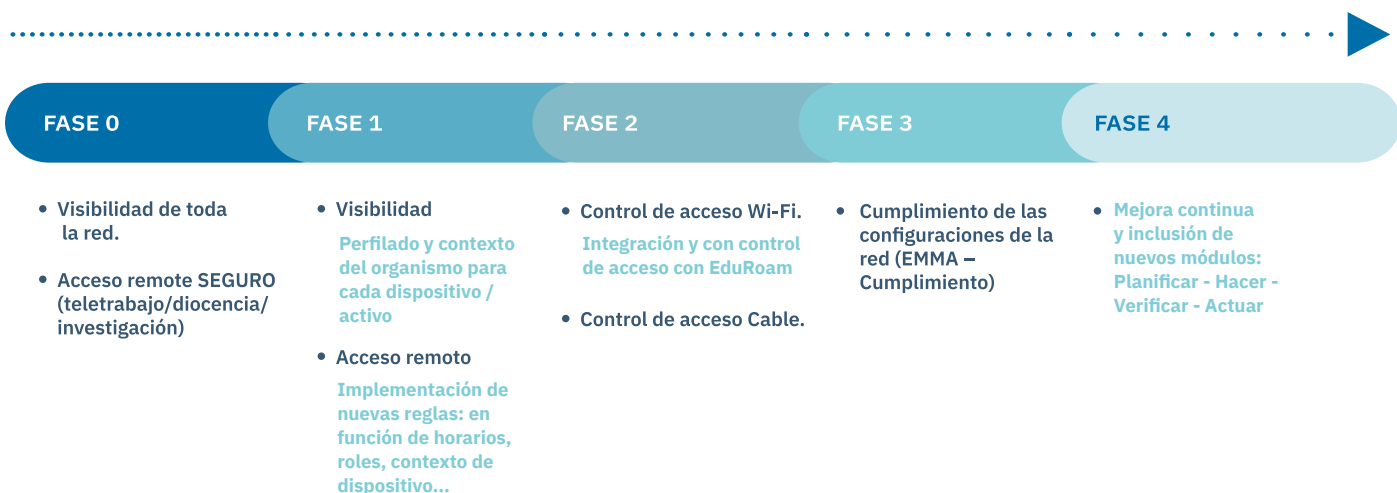 FASE 0
FASE 1
FASE 2
FASE 3
FASE 4
• Visibilidad de toda
la red.
• Acceso remote SEGURO
(teletrabajo/diocencia/
investigación)
• Visibilidad
Perfilado y contexto
del organismo para
cada dispositivo /
activo
• Acceso remoto
Implementación de
nuevas reglas: en
función de horarios,
roles, contexto de
dispositivo...
• Control de acceso Wi-Fi.
Integración y con control
de acceso con EduRoam
• Control de acceso Cable.
• Cumplimiento de las
configuraciones de la
red (EMMA –
Cumplimiento)
• Mejora continua
y inclusión de
nuevos módulos:
Planificar - Hacer -
Verificar - Actuar